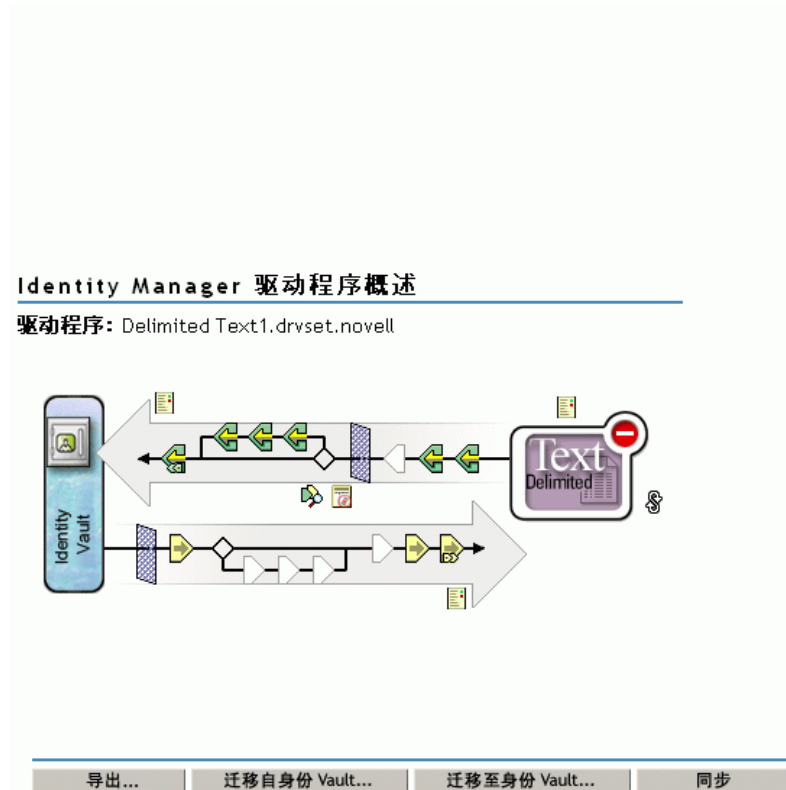 Identity Manager 驱动程序概述
驱动程序: Delimited Text1.drvset.novell
Identity
Vault
Text
Delimited
导出...
迁移自身份 Vault...
迁移至身份 Vault...
同步